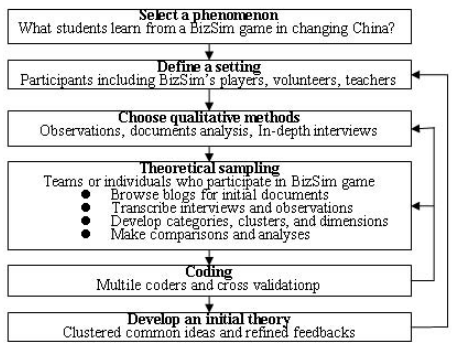 Select a phenomenon
What students learn from a BizSim game in changing China?
Define a setting
Participants including BizSim's players, volunteers, teachers
Choose qualitative methods
Observations, documents analysis, In-depth interviews
Theoretical sampling
Teams or individuals who participate in BizSim game
● Browse blogs for initial documents
● Transcribe interviews and observations
● Develop categories, clusters, and dimensions
● Make comparisons and analyses
Coding
Multile coders and cross validationp
Develop an initial theory
Clustered common ideas and refined feedbacks